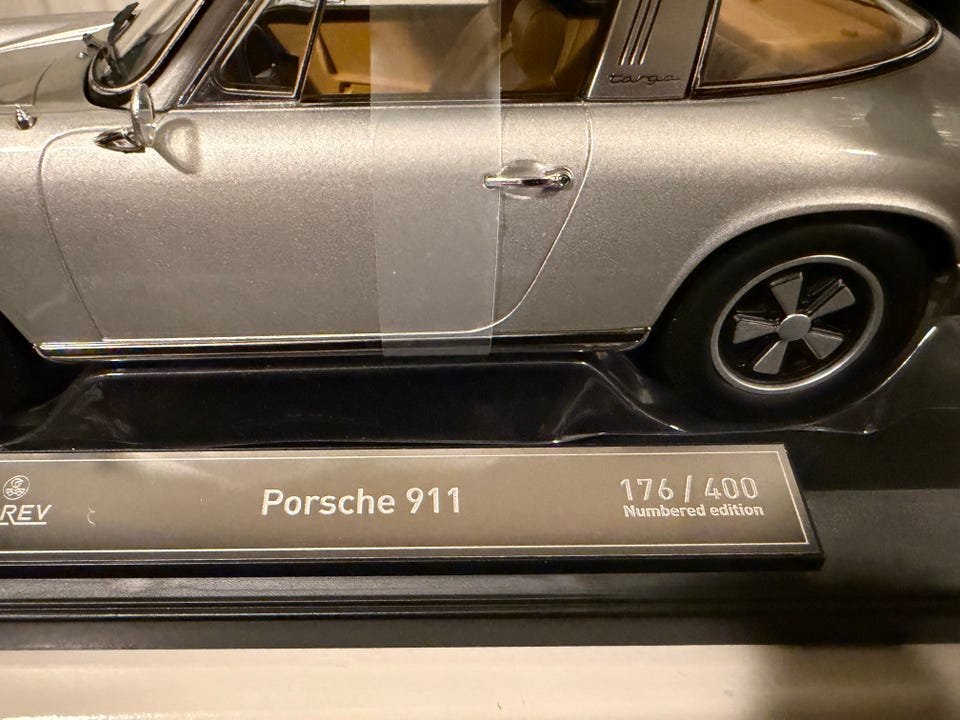 targa
REV
Porsche 911
176 / 400
Numbered edition